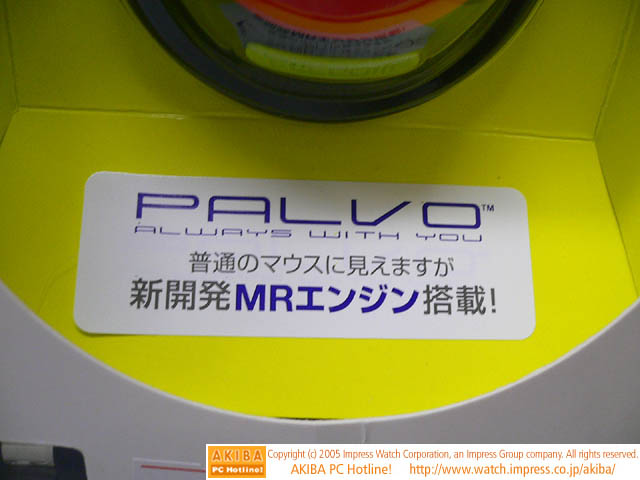 PALVO™
ALWAYS WITH YOU
普通のマウスに見えますが
新開発MRエンジン搭載!
AKIBA
PC Hotline!
Copyright (c) 2005 Impress Watch Corporation, an Impress Group company. All rights reserved.
AKIBA PC Hotline! http://www.watch.impress.co.jp/akiba/